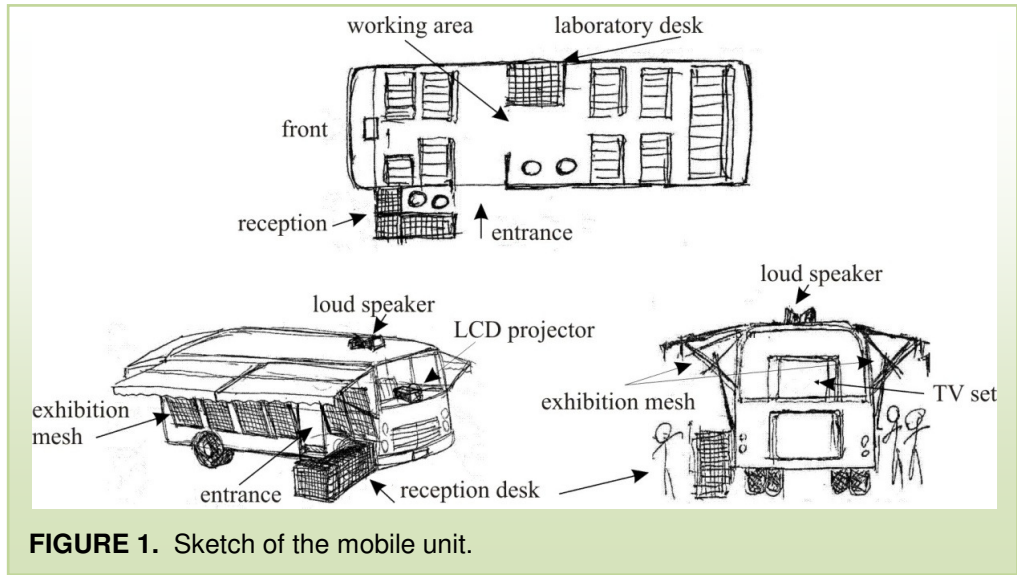 working area
laboratory desk
front
reception
entrance
loud speaker
loud speaker
LCD projector
exhibition
mesh
exhibition mesh
TV set
entrance
reception desk
FIGURE 1. Sketch of the mobile unit.